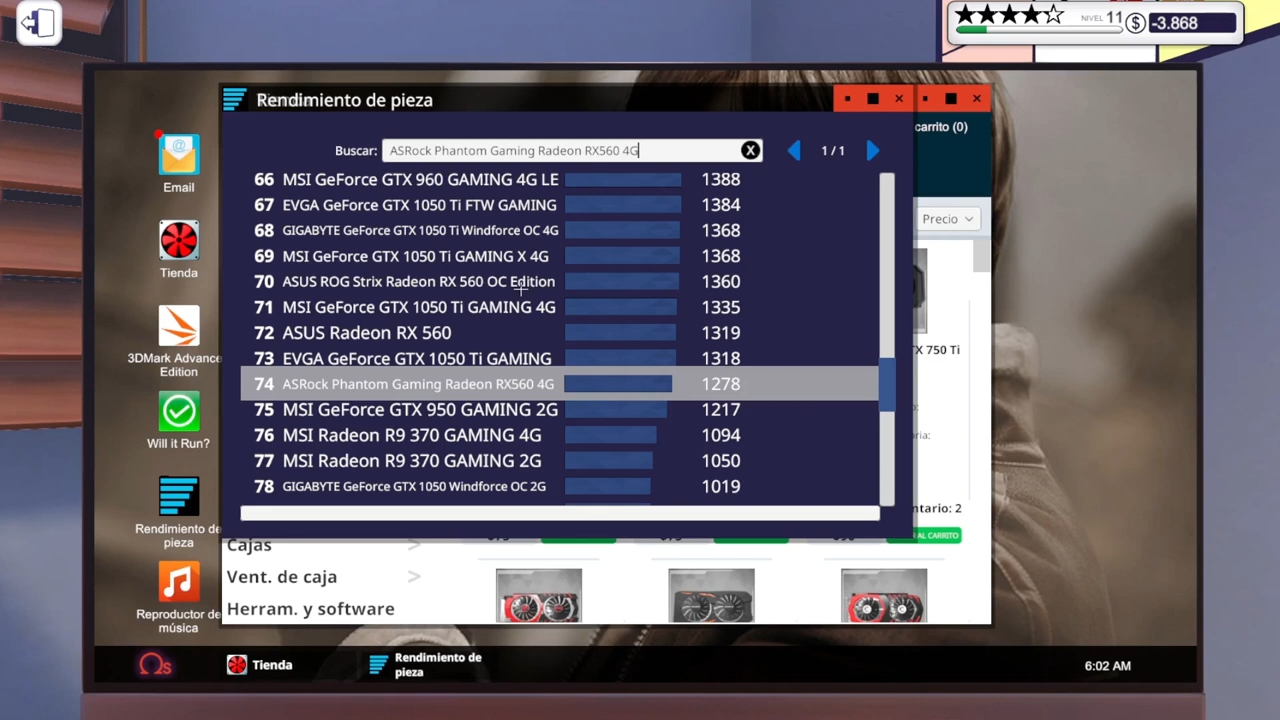 NIVEL 11
$ -3.868
Rendimiento de pieza
Buscar: ASRock Phantom Gaming Radeon RX560 4G X 1 / 1
carrito (0)
Precio
66 MSI GeForce GTX 960 GAMING 4G LE 1388
67 EVGA GeForce GTX 1050 Ti FTW GAMING 1384
68 GIGABYTE GeForce GTX 1050 Ti Windforce OC 4G 1368
69 MSI GeForce GTX 1050 Ti GAMING X 4G 1368
70 ASUS ROG Strix Radeon RX 560 OC Edition 1360
71 MSI GeForce GTX 1050 Ti GAMING 4G 1335
72 ASUS Radeon RX 560 1319
73 EVGA GeForce GTX 1050 Ti GAMING 1318
74 ASRock Phantom Gaming Radeon RX560 4G 1278
75 MSI GeForce GTX 950 GAMING 2G 1217
76 MSI Radeon R9 370 GAMING 4G 1094
77 MSI Radeon R9 370 GAMING 2G 1050
78 GIGABYTE GeForce GTX 1050 Windforce OC 2G 1019
TX 750 Ti
ria:
ntario: 2
AL CARRITO
Cajas >
Vent. de caja >
Herram. y software
Email
Tienda
3DMark Advance
Edition
Will it Run?
Rendimiento de
pieza
Reproductor de
música
Ωs
Tienda
Rendimiento de
pieza
6:02 AM